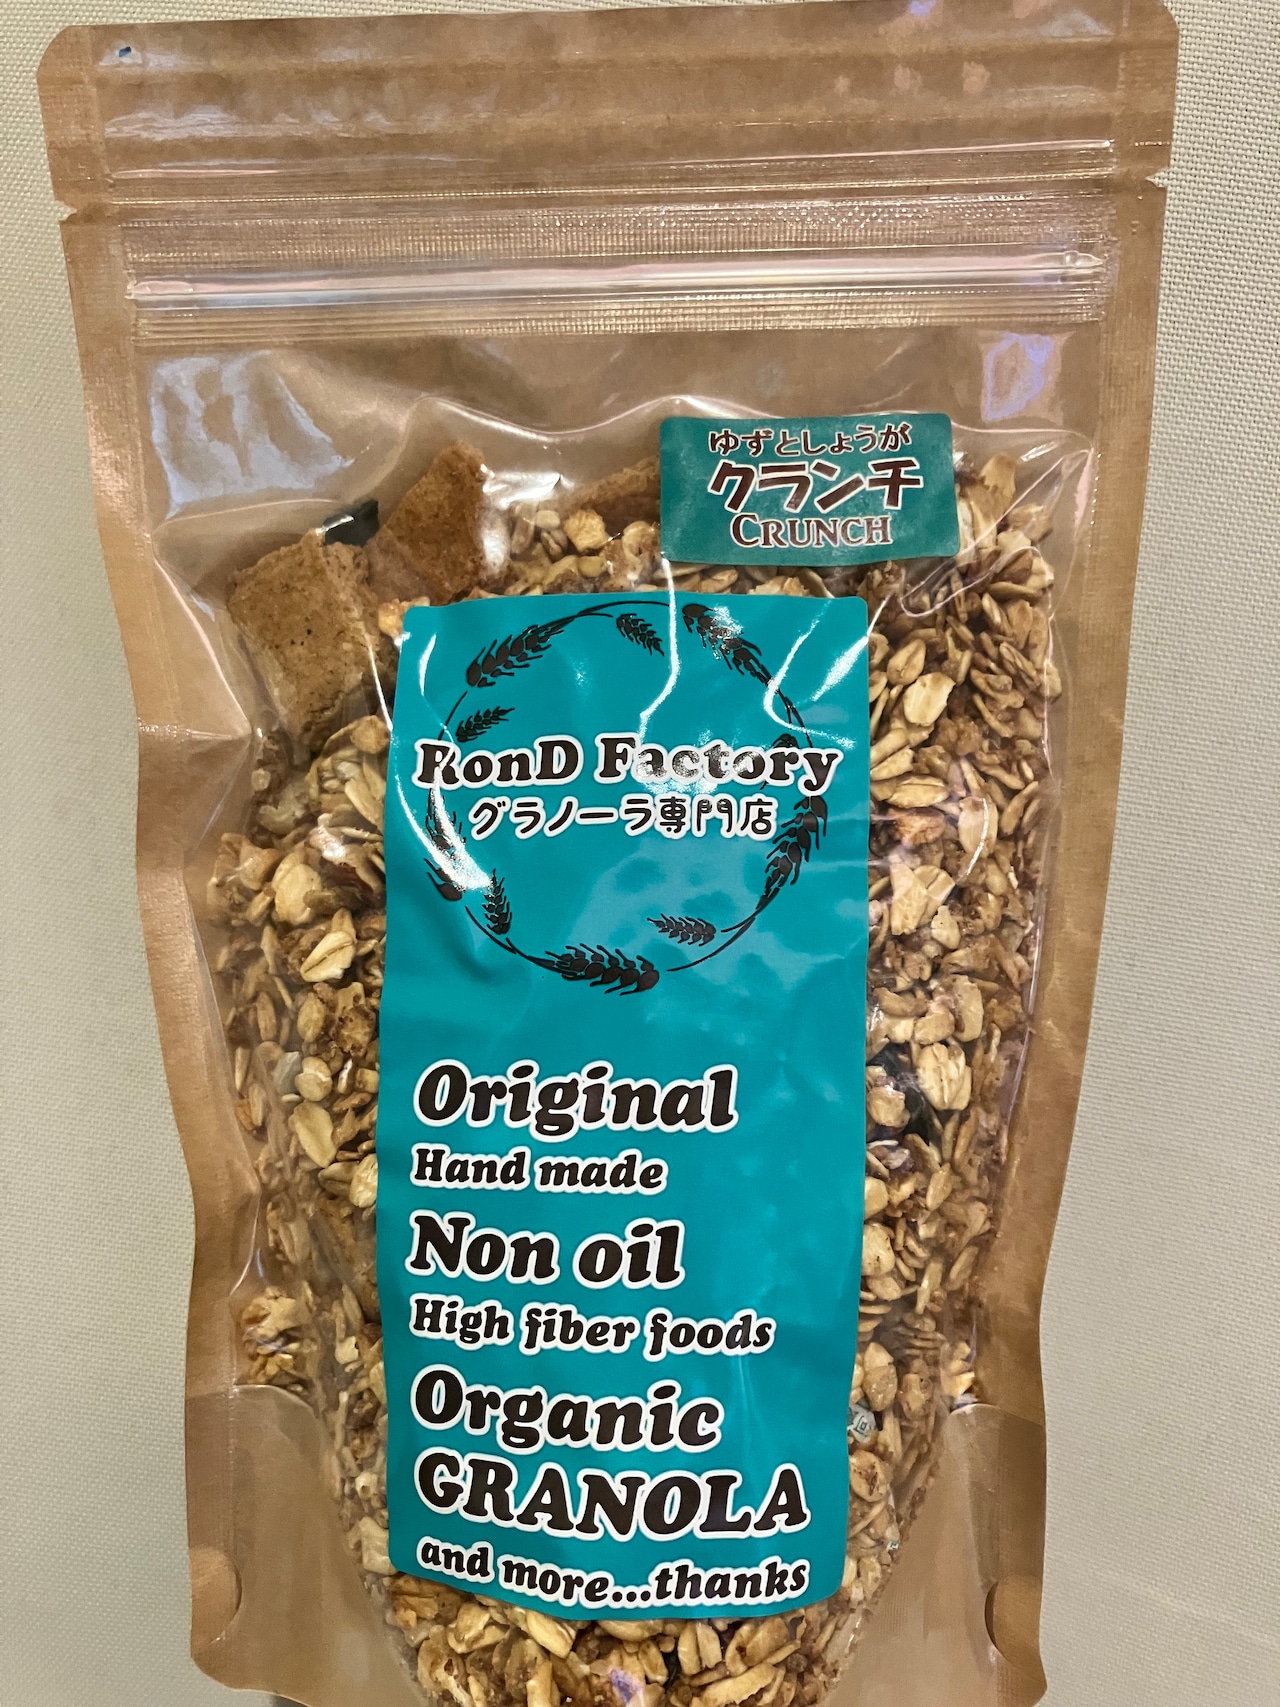 ゆずとしょうが
クランチ
CRUNCH
RonD Factory
グラノーラ専門店
Original
Hand made
Non oil
High fiber foods
Organic
GRANOLA
and more...thanks